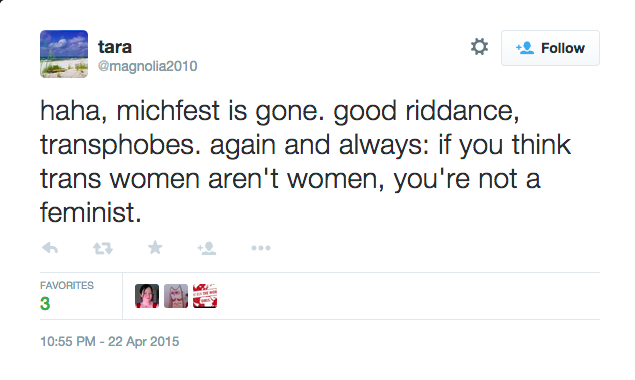 tara
@magnolia2010
Follow
haha, michfest is gone. good riddance,
transphobes. again and always: if you think
trans women aren't women, you're not a
feminist.
FAVORITES
3
10:55 PM - 22 Apr 2015